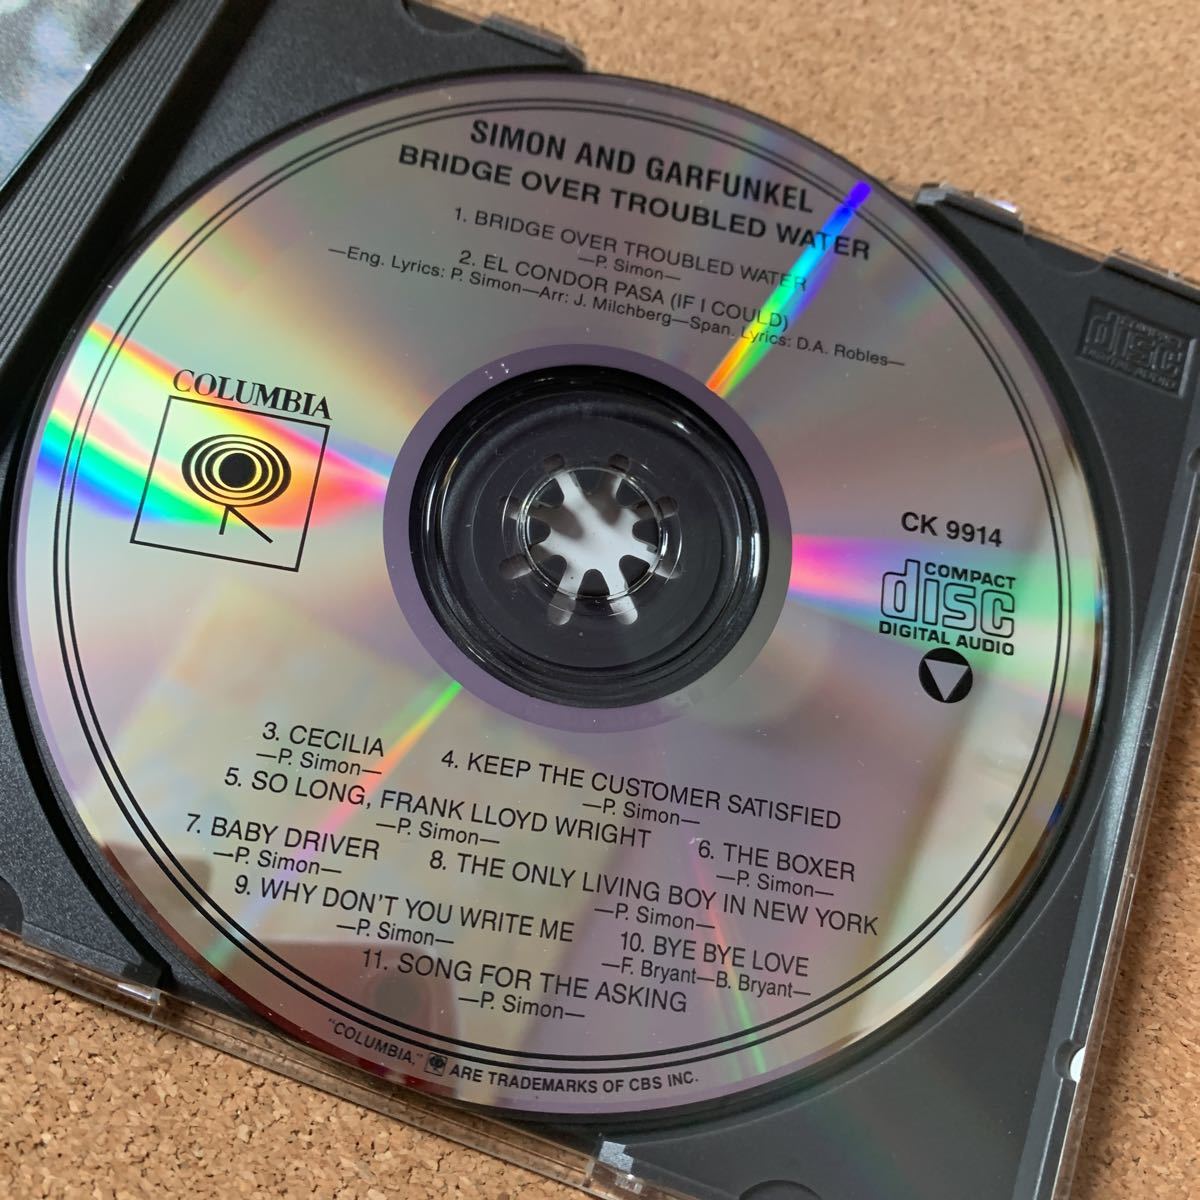 SIMON AND GARFUNKEL
BRIDGE OVER TROUBLED WATER
1. BRIDGE OVER TROUBLED WATER
—P. Simon—
2. EL CONDOR PASA (IF I COULD)
—Eng. Lyrics: P. Simon—Arr: J. Milchberg—Span. Lyrics: D.A. Robles—
COLUMBIA
CK 9914
COMPACT
disc
DIGITAL AUDIO
3. CECILIA
—P. Simon—
4. KEEP THE CUSTOMER SATISFIED
—P. Simon—
5. SO LONG, FRANK LLOYD WRIGHT
—P. Simon—
6. THE BOXER
—P. Simon—
7. BABY DRIVER
—P. Simon—
8. THE ONLY LIVING BOY IN NEW YORK
—P. Simon—
9. WHY DON'T YOU WRITE ME
—P. Simon—
10. BYE BYE LOVE
—F. Bryant—B. Bryant—
11. SONG FOR THE ASKING
—P. Simon—
"COLUMBIA," ARE TRADEMARKS OF CBS INC.
COMPACT
disc
DIGITAL AUDIO